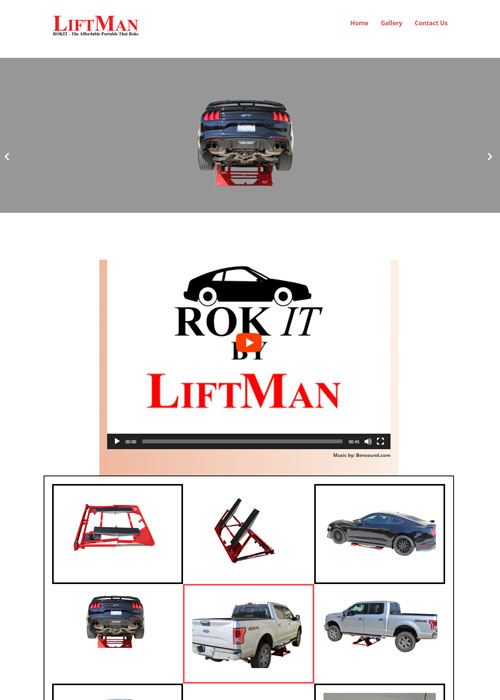 LIFTMAN
ROKIT - The Affordable Portable That Roks
Home Gallery Contact Us
ROK IT
BY
LIFTMAN
00:00 00:45
Music by: Bensound.com